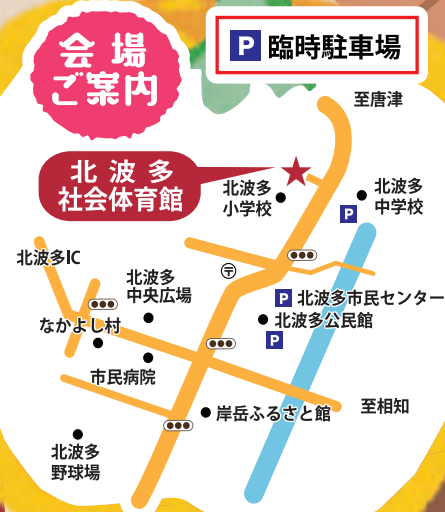 会場
ご案内
P 臨時駐車場
至唐津
北波多
社会体育館
北波多
小学校
北波多
中学校
P
北波多IC
〒
北波多
中央広場
P 北波多市民センター
なかよし村
北波多公民館
P
市民病院
至相知
岸岳ふるさと館
北波多
野球場